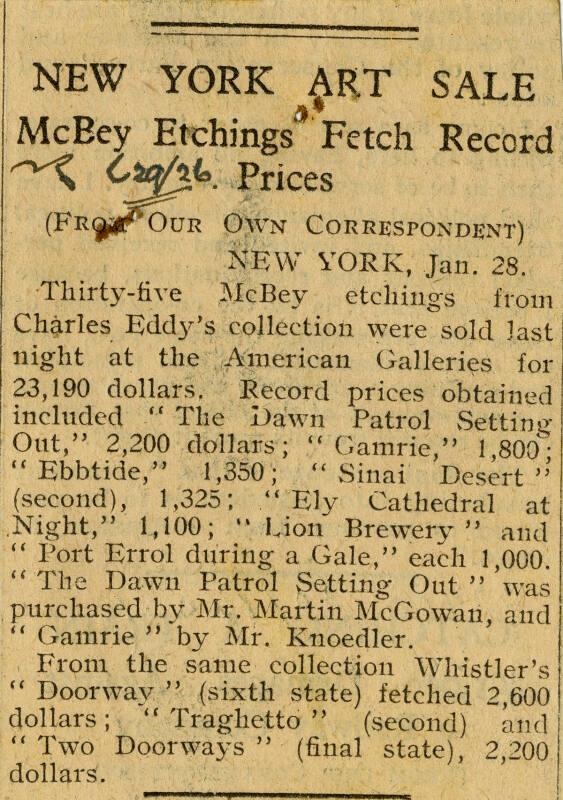 NEW YORK ART SALE
McBey Etchings Fetch Record
29/26. Prices
(From Our Own Correspondent)
NEW YORK, Jan. 28.
Thirty-five McBey etchings from
Charles Eddy's collection were sold last
night at the American Galleries for
23,190 dollars. Record prices obtained
included " The Dawn Patrol Setting
Out," 2,200 dollars; " Gamrie," 1,800;
" Ebbtide," 1,350; " Sinai Desert "
(second), 1,325; " Ely Cathedral at
Night," 1,100; " Lion Brewery " and
" Port Errol during a Gale," each 1,000.
" The Dawn Patrol Setting Out " was
purchased by Mr. Martin McGowan, and
" Gamrie " by Mr. Knoedler.
From the same collection Whistler's
" Doorway " (sixth state) fetched 2,600
dollars; " Traghetto " (second) and
" Two Doorways " (final state), 2,200
dollars.